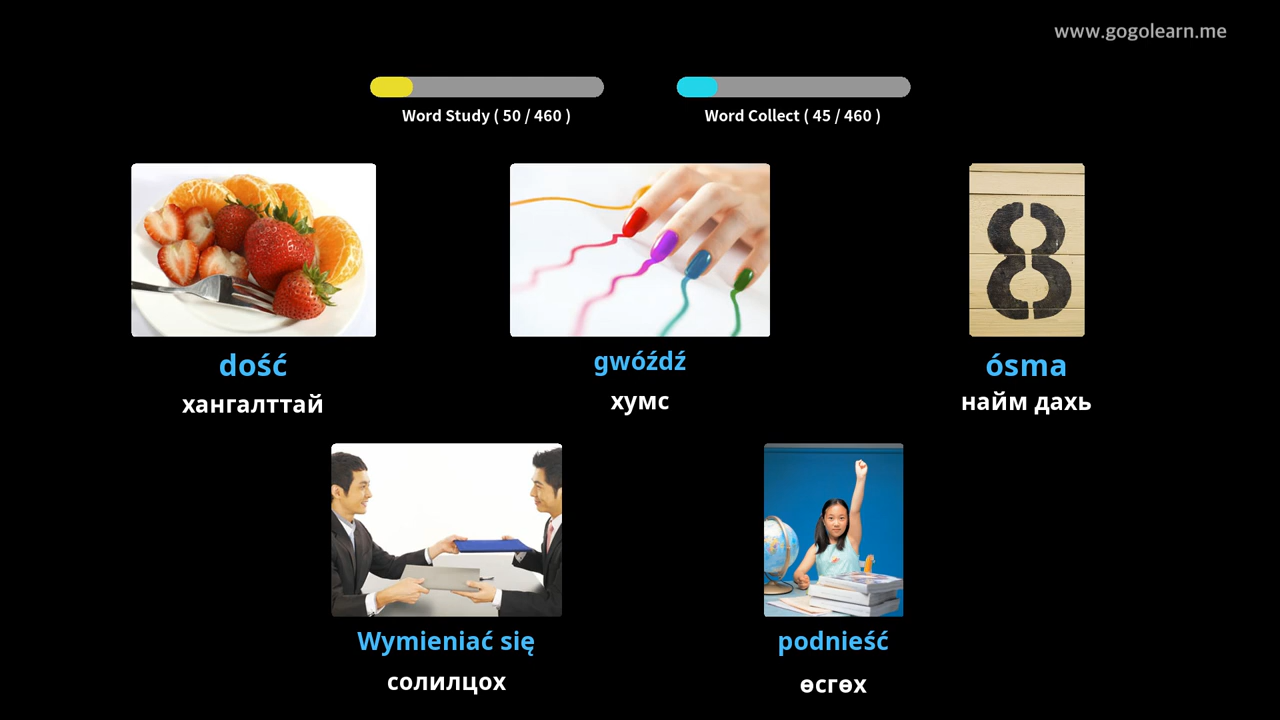 www.gogolearn.me
Word Study ( 50 / 460 )
Word Collect ( 45 / 460 )
8
dość
gwóźdź
ósma
хангалттай
хумс
найм дахь
Wymieniać się
podnieść
солилцох
өсгөх